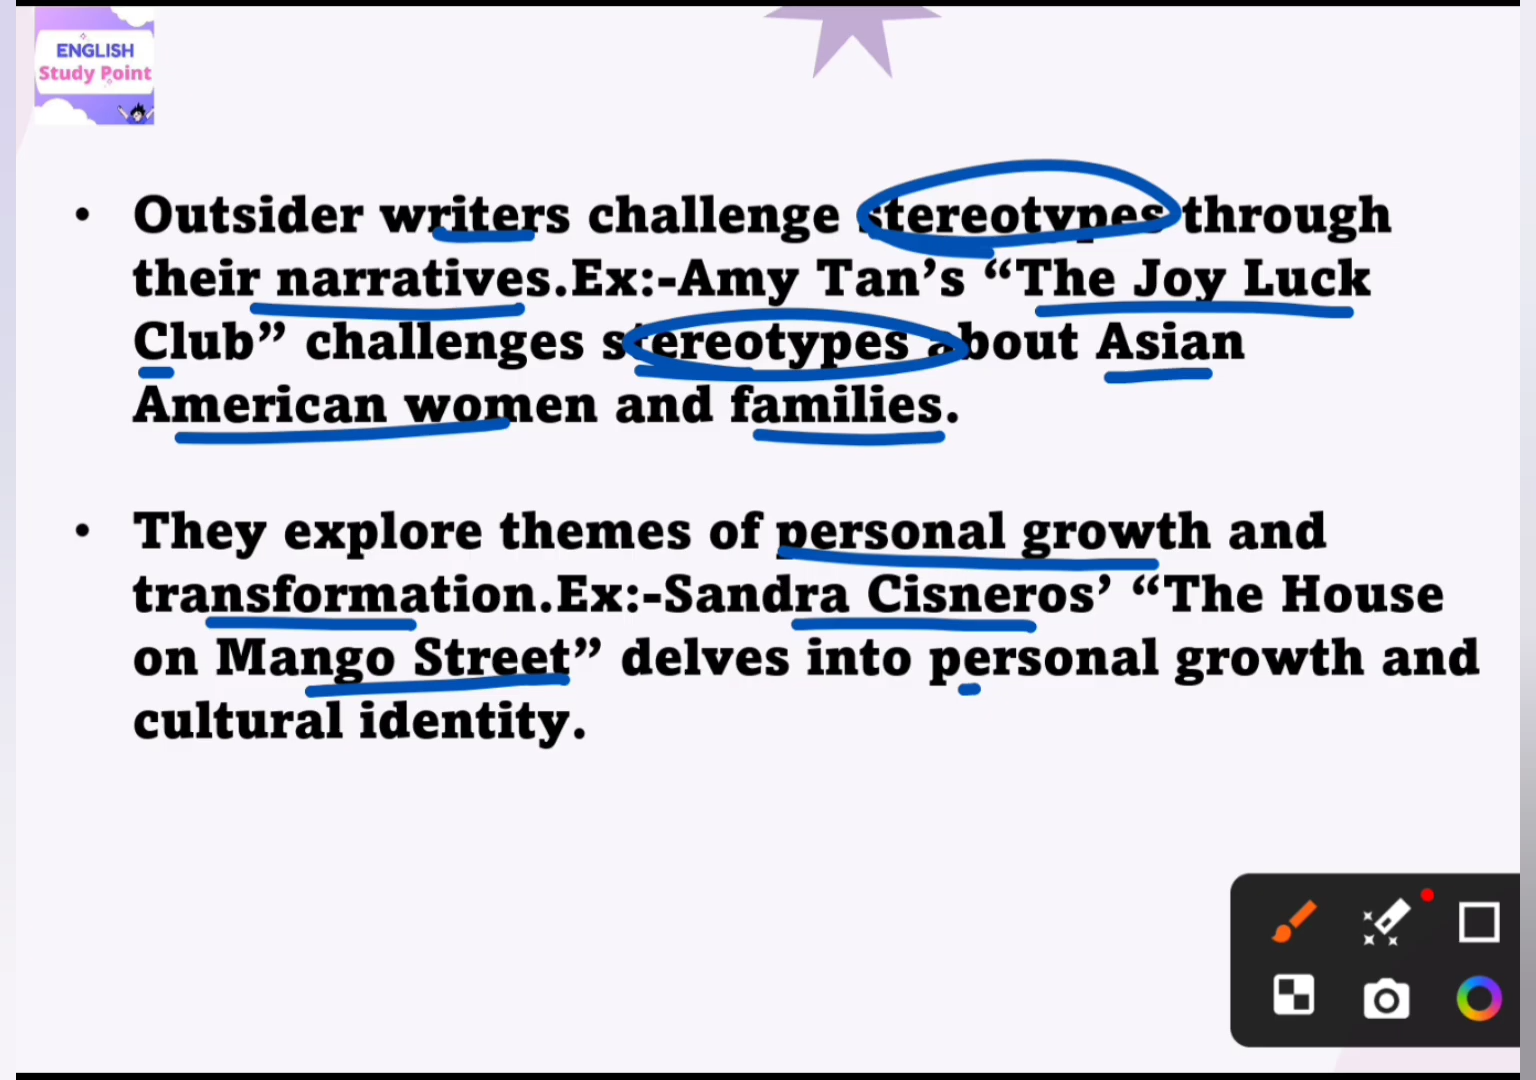 ENGLISH
Study Point
• Outsider writers challenge stereotypes through
their narratives.Ex:-Amy Tan’s “The Joy Luck
Club” challenges stereotypes about Asian
American women and families.
• They explore themes of personal growth and
transformation.Ex:-Sandra Cisneros’ “The House
on Mango Street” delves into personal growth and
cultural identity.